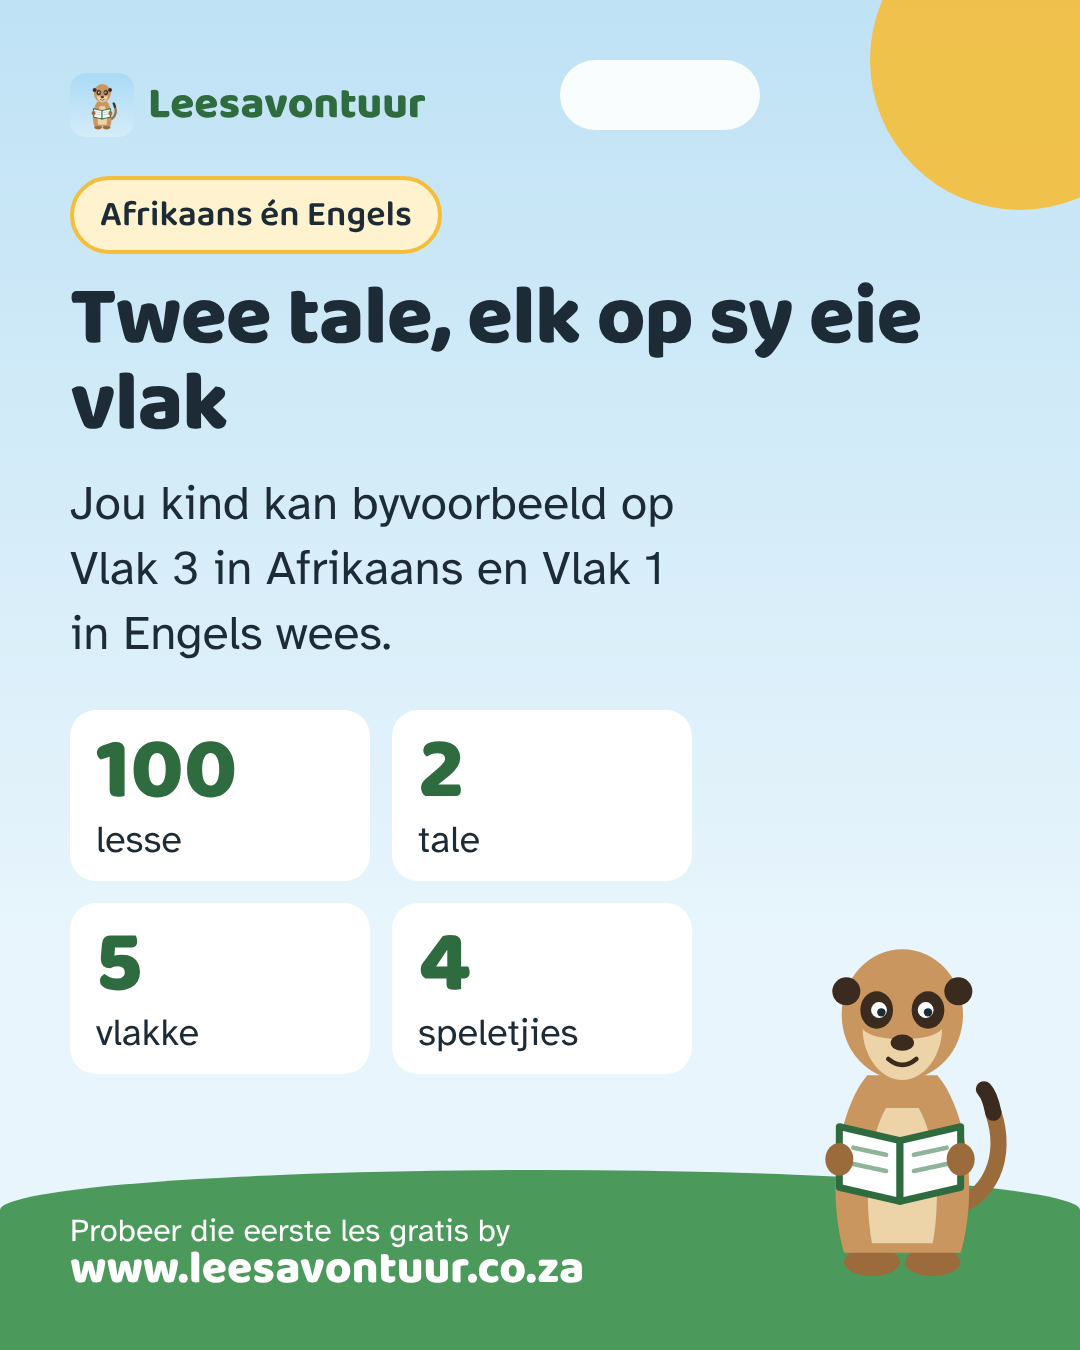 Leesavontuur
Afrikaans én Engels
Twee tale, elk op sy eie
vlak
Jou kind kan byvoorbeeld op
Vlak 3 in Afrikaans en Vlak 1
in Engels wees.
100
lesse
2
tale
5
vlakke
4
speletjies
Probeer die eerste les gratis by
www.leesavontuur.co.za